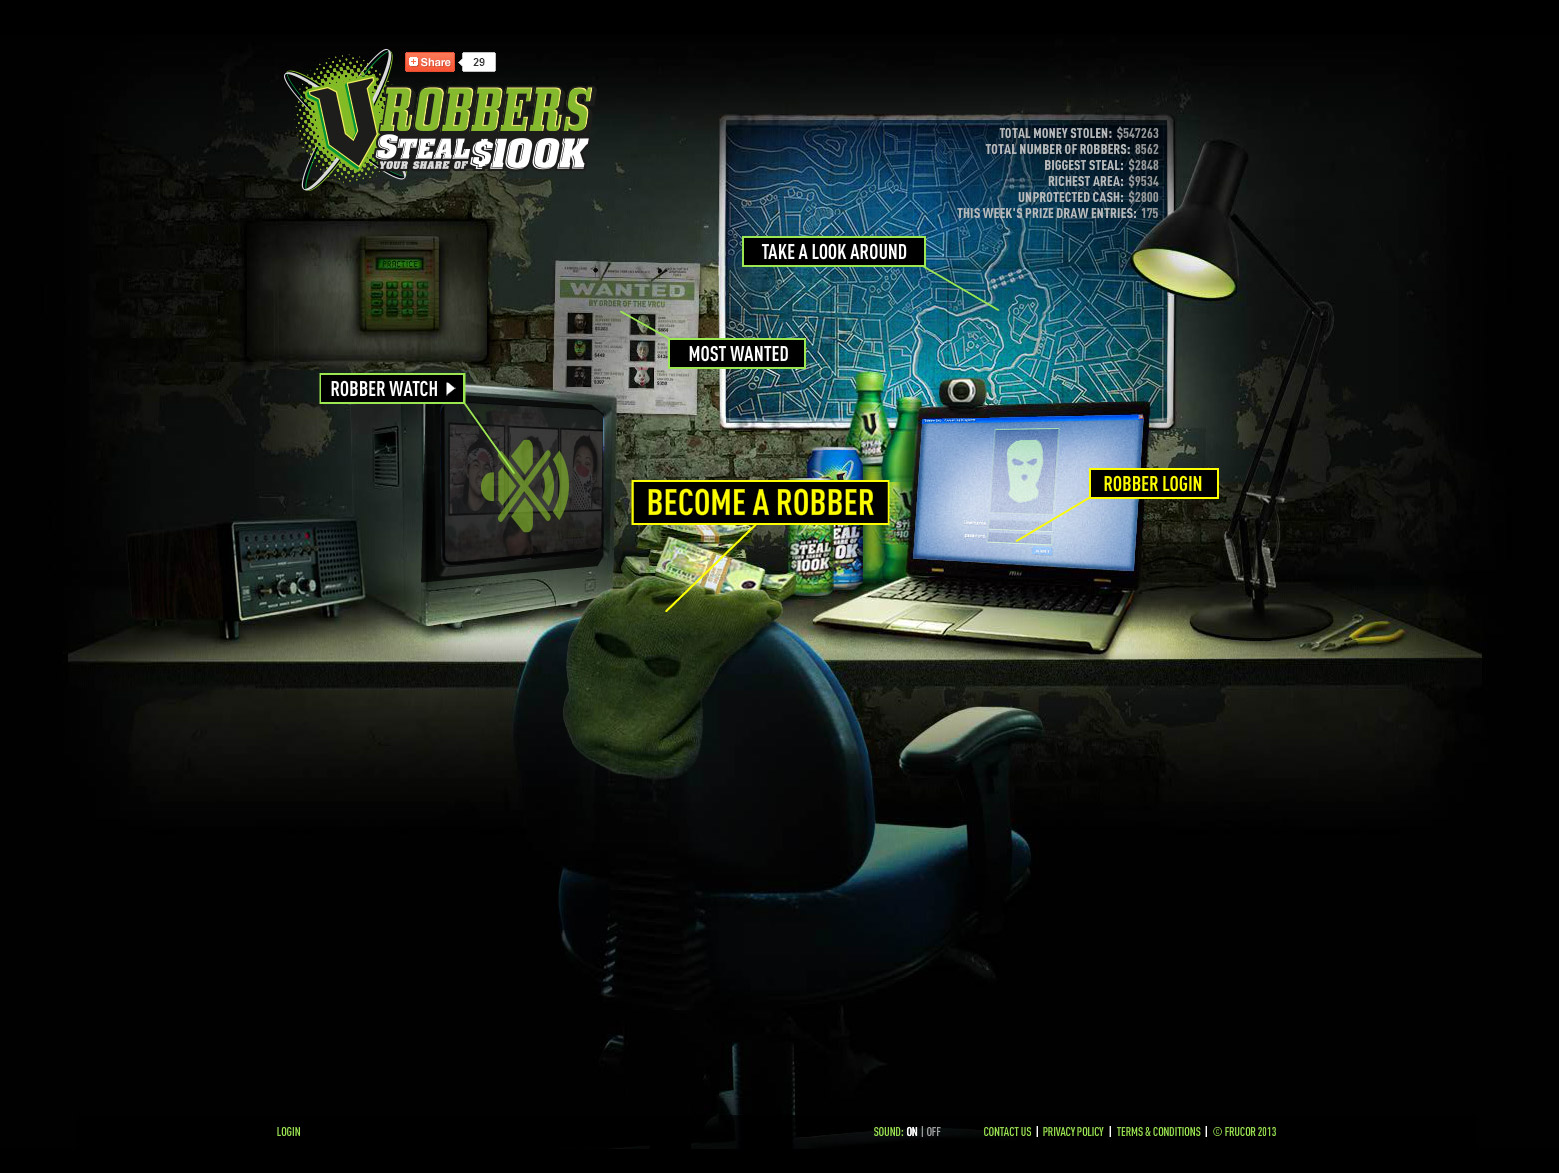 Share 29
V ROBBERS
STEAL
YOUR SHARE OF $100K
TOTAL MONEY STOLEN: $547263
TOTAL NUMBER OF ROBBERS: 8562
BIGGEST STEAL: $2848
RICHEST AREA: $9534
UNPROTECTED CASH: $2800
THIS WEEK'S PRIZE DRAW ENTRIES: 175
TAKE A LOOK AROUND
PRACTICE
WANTED
BY ORDER OF THE VRCU
MOST WANTED
ROBBER WATCH
BECOME A ROBBER
ROBBER LOGIN
V
STEAL
$100K
STEAL
$100K
LOGIN
SOUND: ON | OFF
CONTACT US | PRIVACY POLICY | TERMS & CONDITIONS | © FRUCOR 2013